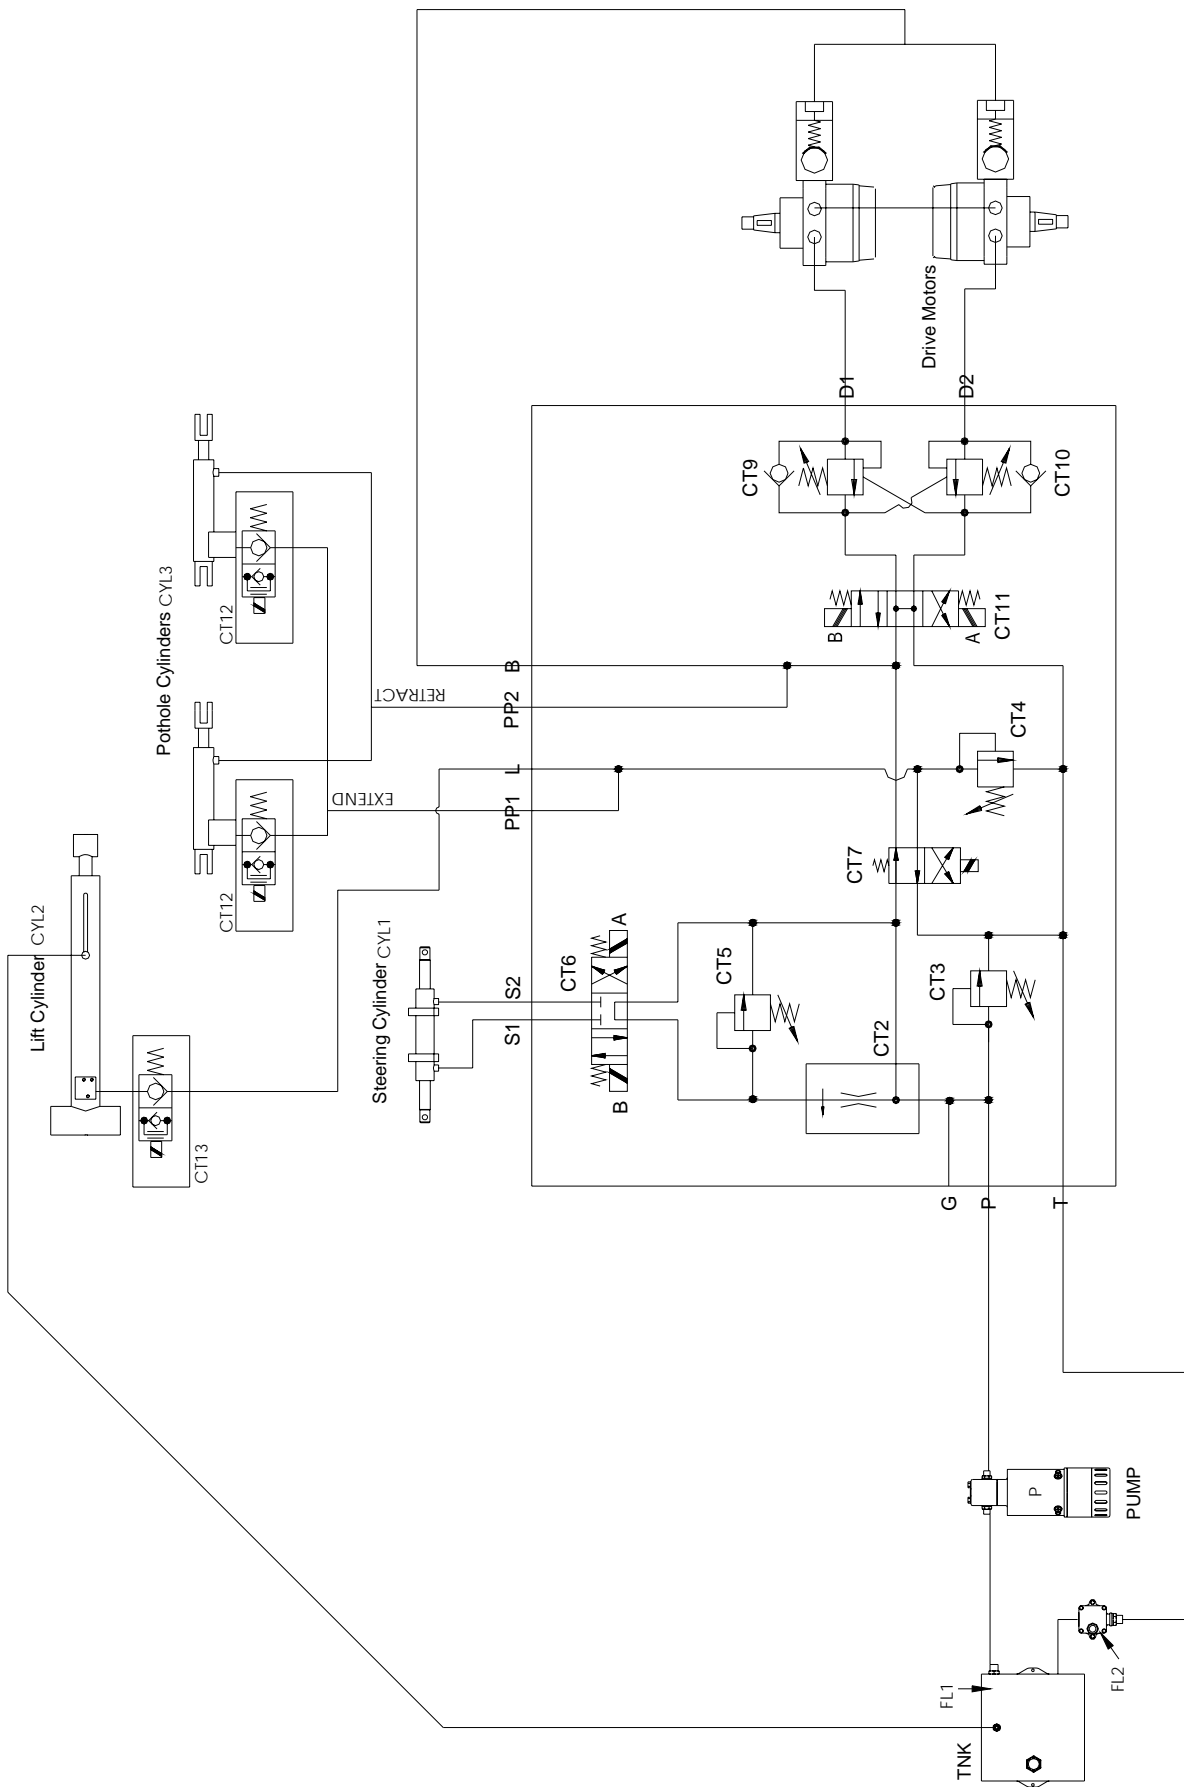 Drive Motors
D1
D2
CT9
CT10
Pothole Cylinders CYL3
CT12
CT12
RETRACT
EXTEND
B
PP2
L
PP1
B
A
CT11
CT4
CT7
Lift Cylinder CYL2
CT13
Steering Cylinder CYL1
S2
S1
CT6
A
B
CT5
CT3
CT2
G
P
T
P
PUMP
FL1
FL2
TNK